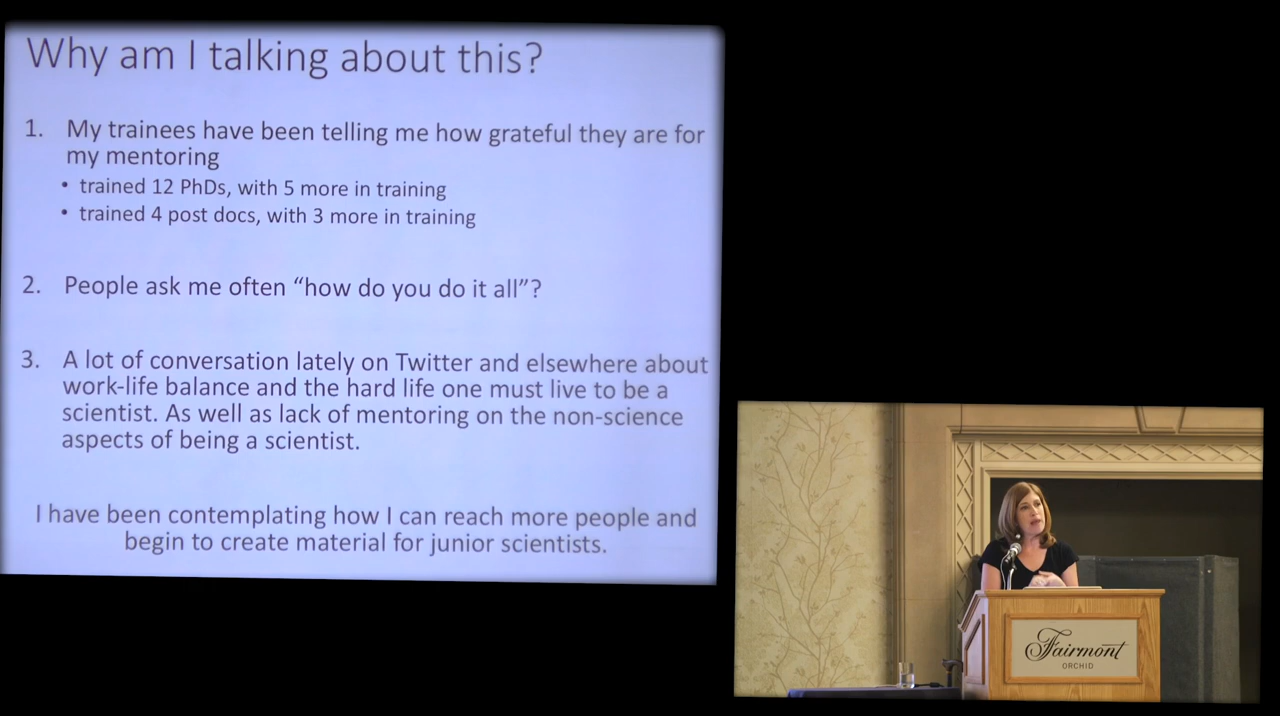 Why am I talking about this?
1. My trainees have been telling me how grateful they are for
my mentoring
• trained 12 PhDs, with 5 more in training
• trained 4 post docs, with 3 more in training
2. People ask me often “how do you do it all”?
3. A lot of conversation lately on Twitter and elsewhere about
work-life balance and the hard life one must live to be a
scientist. As well as lack of mentoring on the non-science
aspects of being a scientist.
I have been contemplating how I can reach more people and
begin to create material for junior scientists.
Fairmont
ORCHID